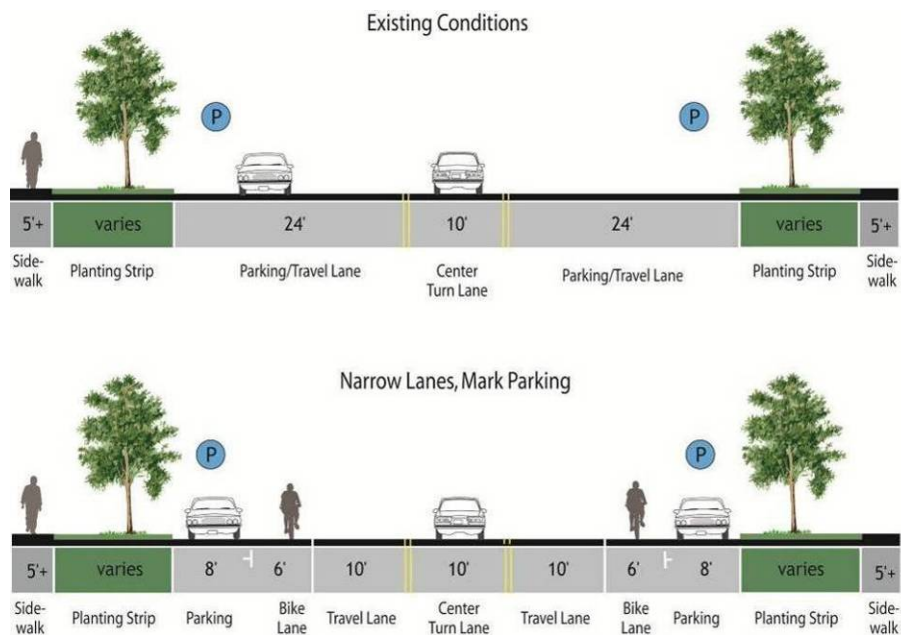 Existing Conditions
P P
5'+ varies 24' 10' 24' varies 5'+
Side-
walk
Planting Strip
Parking/Travel Lane
Center
Turn Lane
Parking/Travel Lane
Planting Strip
Side-
walk
Narrow Lanes, Mark Parking
P P
5'+ varies 8' 6' 10' 10' 10' 6' 8' varies 5'+
Side-
walk
Planting Strip
Parking
Bike
Lane
Travel Lane
Center
Turn Lane
Travel Lane
Bike
Lane
Parking
Planting Strip
Side-
walk